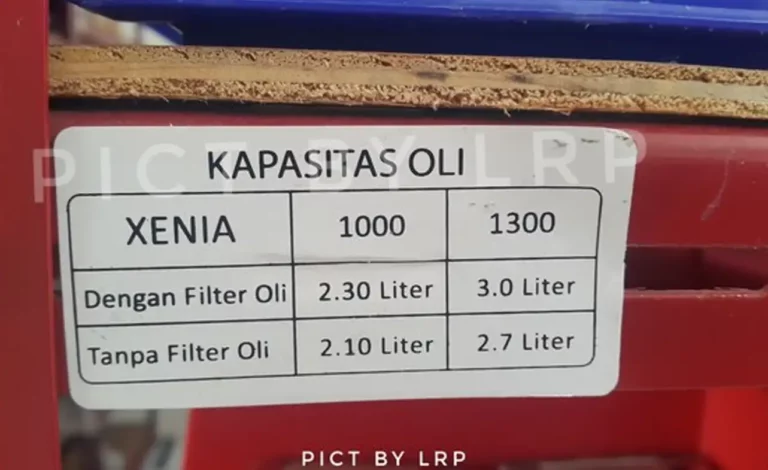 PICT BY LRP
KAPASITAS OLI
XENIA 1000 1300
Dengan Filter Oli 2.30 Liter 3.0 Liter
Tanpa Filter Oli 2.10 Liter 2.7 Liter
PICT BY LRP